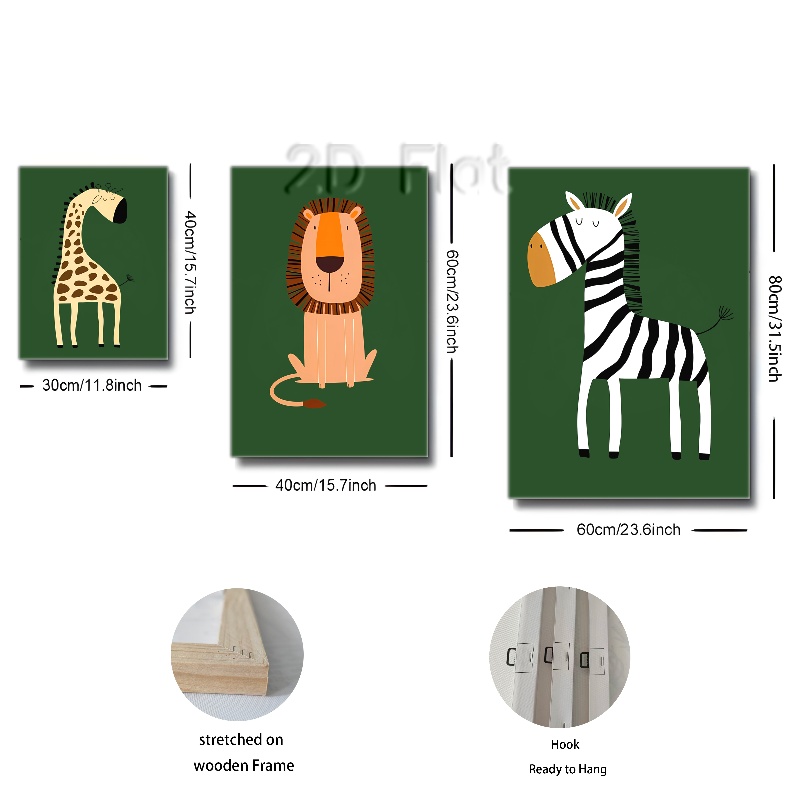 2D Flat
40cm/15.7inch
60cm/23.6inch
80cm/31.5inch
30cm/11.8inch
40cm/15.7inch
60cm/23.6inch
stretched on
wooden Frame
Hook
Ready to Hang